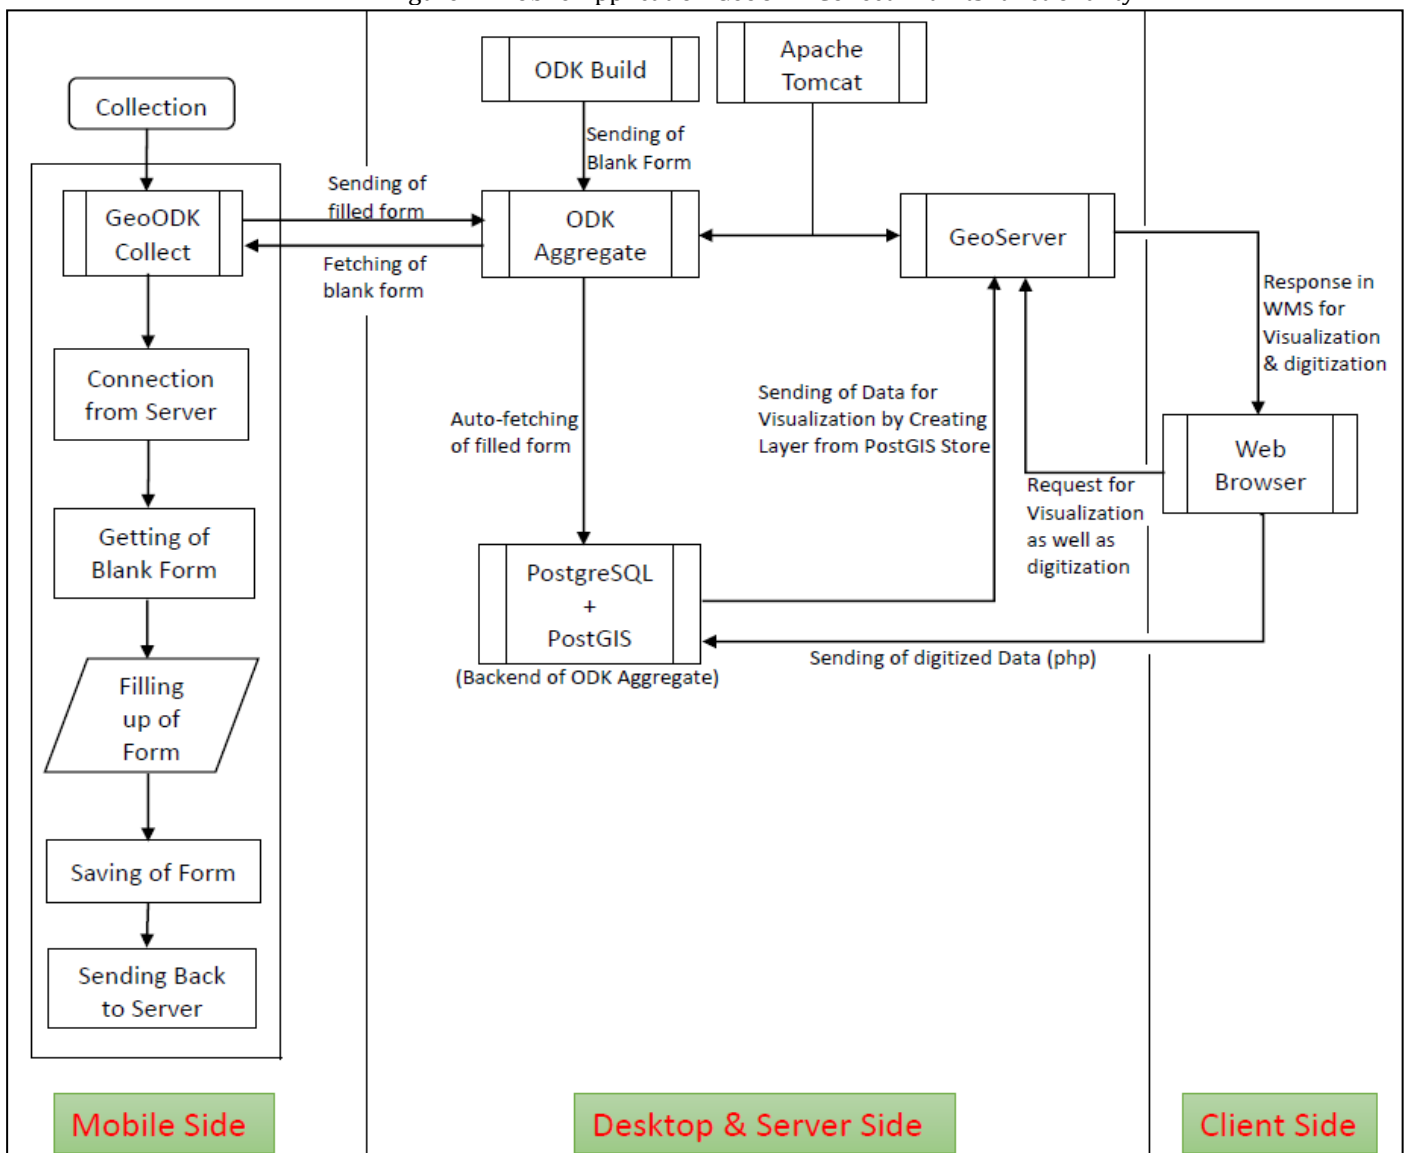 Collection
GeoODK
Collect
Connection
from Server
Getting of
Blank Form
Filling
up of
Form
Saving of Form
Sending Back
to Server
Mobile Side
Sending of
filled form
Fetching of
blank form
ODK Build
Apache
Tomcat
Sending of
Blank Form
ODK
Aggregate
GeoServer
Auto-fetching
of filled form
Sending of Data for
Visualization by Creating
Layer from PostGIS Store
PostgreSQL
+
PostGIS
(Backend of ODK Aggregate)
Request for
Visualization
as well as
digitization
Sending of digitized Data (php)
Desktop & Server Side
Response in
WMS for
Visualization
& digitization
Web
Browser
Client Side